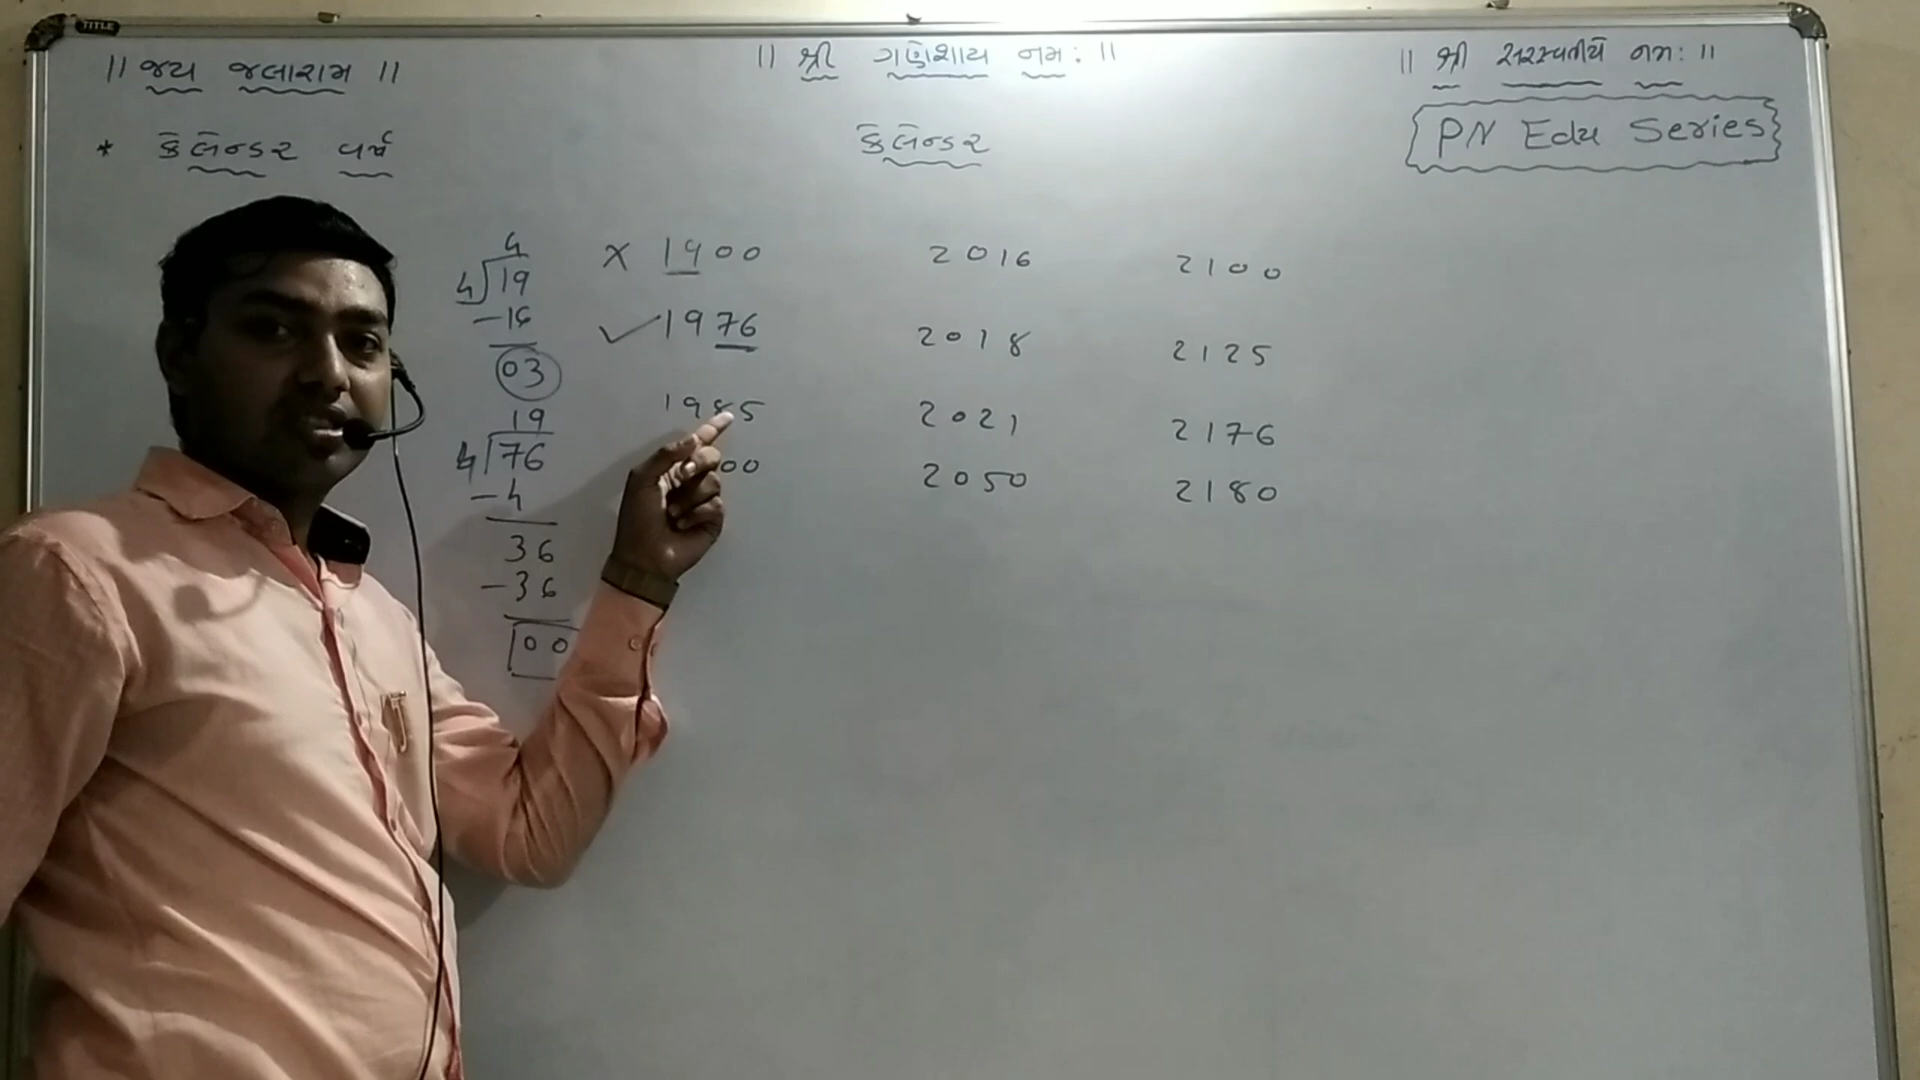 TITLE
॥ જય જલારામ ॥
॥ શ્રી ગણેશાય નમઃ ॥
॥ શ્રી સરસ્વતીયૈ નમઃ ॥
* કેલેન્ડર વર્ષ
કેલેન્ડર
PN Edu Series
4
4 19
-16
03
19
4 76
-4
36
-36
00
X 1900
✓ 1976
1985
00
2016
2018
2021
2050
2100
2125
2176
2180